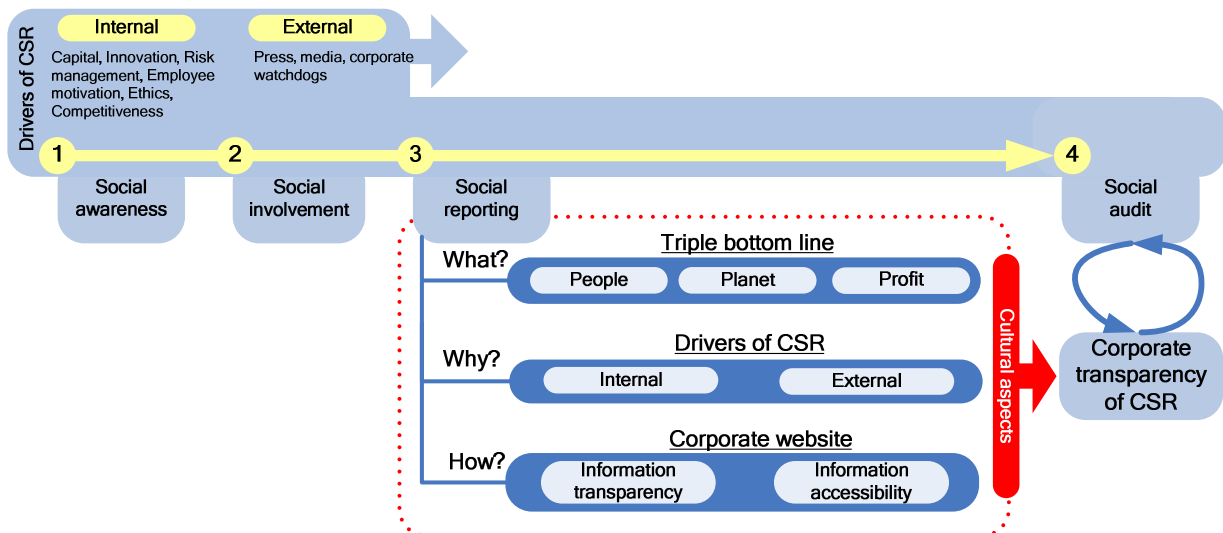 Drivers of CSR
Internal
Capital, Innovation, Risk
management, Employee
motivation, Ethics,
Competitiveness
External
Press, media, corporate
watchdogs
1
2
3
4
Social
awareness
Social
involvement
Social
reporting
Social
audit
What?
Triple bottom line
People
Planet
Profit
Why?
Drivers of CSR
Internal
External
How?
Corporate website
Information
transparency
Information
accessibility
Cultural aspects
Corporate
transparency
of CSR